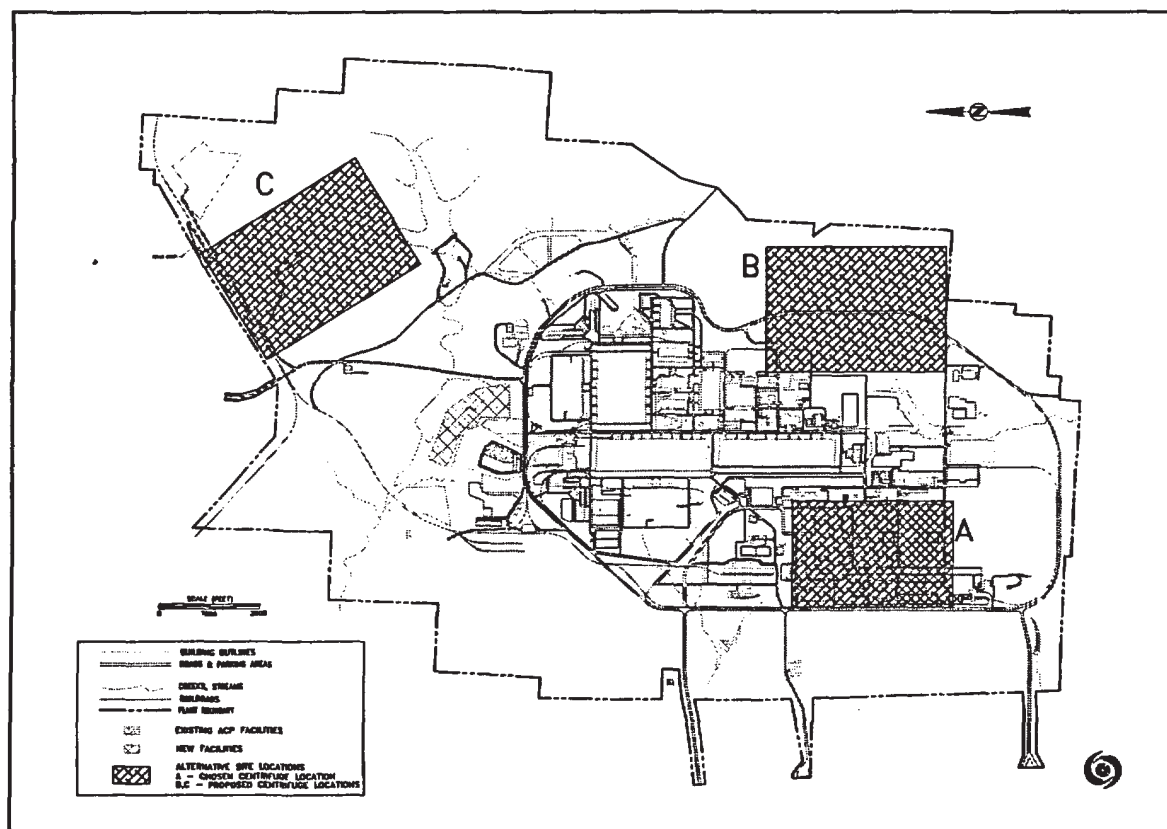 N
C
B
A
SCALE (FEET)
0
BUILDING OUTLINES
ROADS & PARKING AREAS
CREEKS, STREAMS
RAILROADS
PLANT BOUNDARY
EXISTING ACP FACILITIES
NEW FACILITIES
ALTERNATIVE SITE LOCATIONS
A - CHOSEN CENTRIFUGE LOCATION
B,C - PROPOSED CENTRIFUGE LOCATIONS